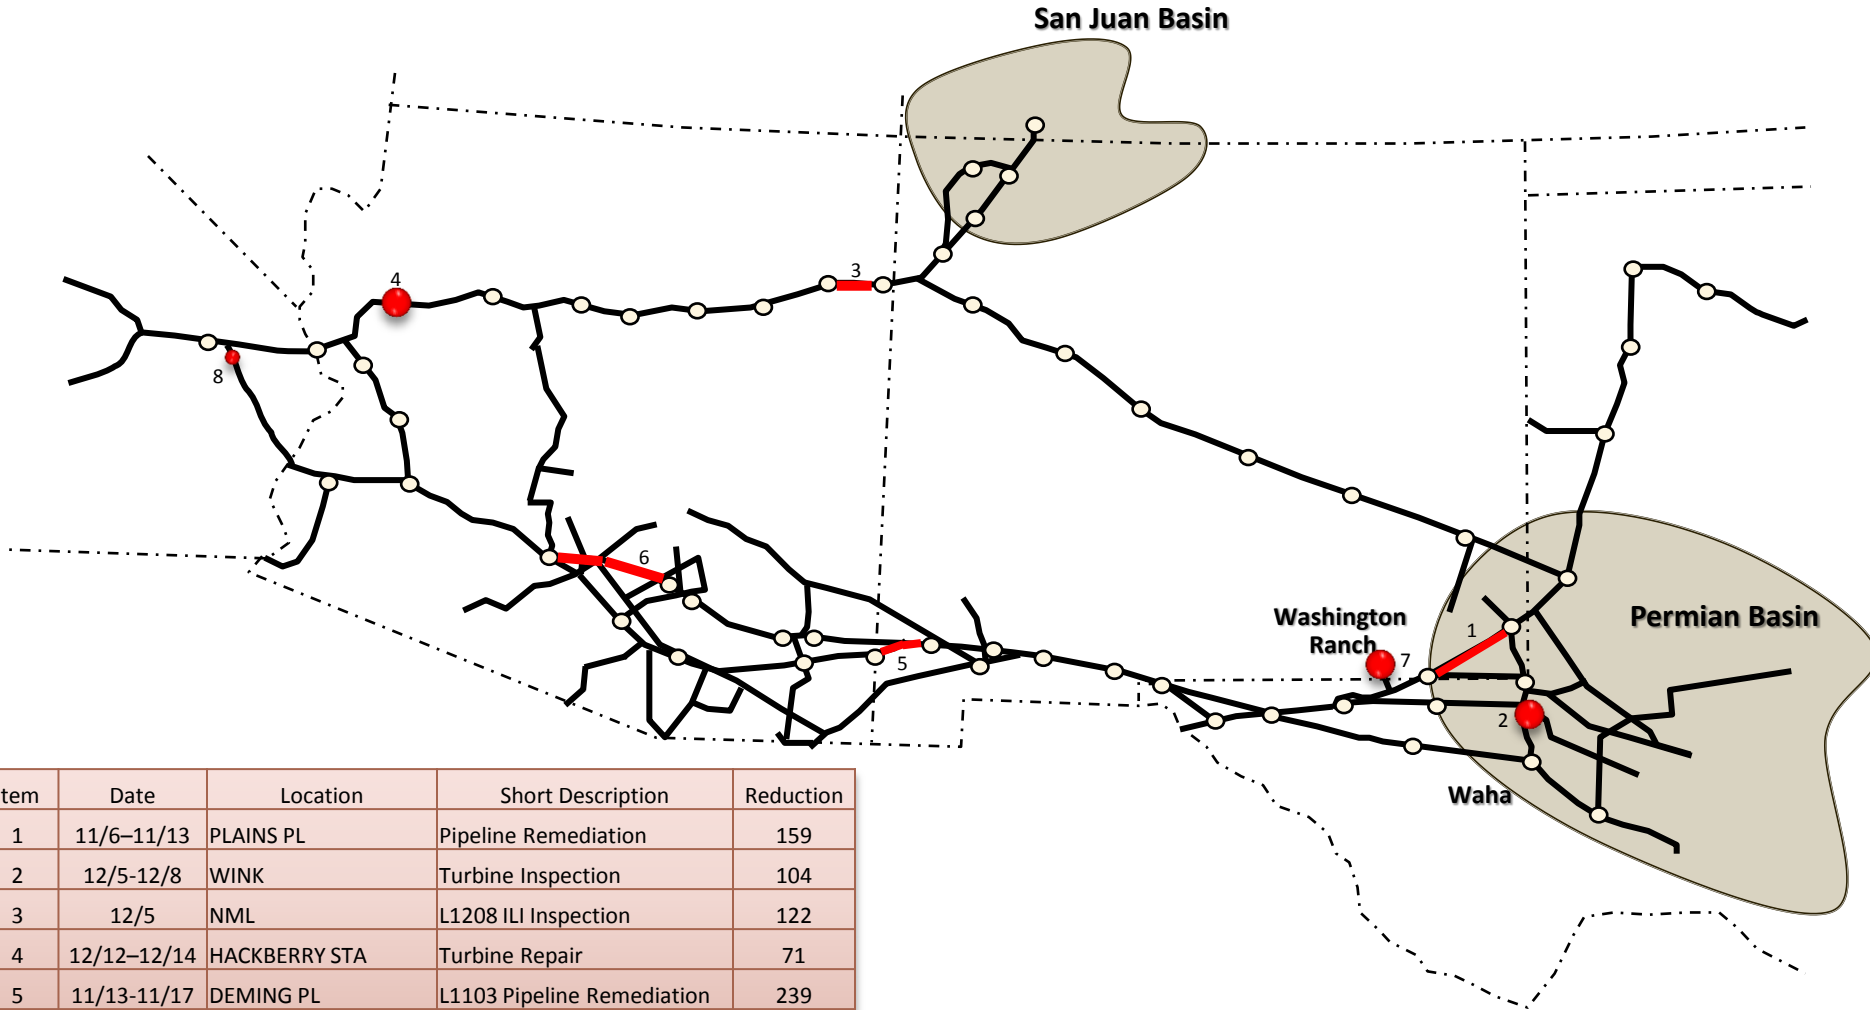 San Juan Basin
3
4
8
6
5
Washington
Ranch
7
1
Permian Basin
2
Waha
tem Date Location Short Description Reduction
1 11/6–11/13 PLAINS PL Pipeline Remediation 159
2 12/5-12/8 WINK Turbine Inspection 104
3 12/5 NML L1208 ILI Inspection 122
4 12/12–12/14 HACKBERRY STA Turbine Repair 71
5 11/13-11/17 DEMING PL L1103 Pipeline Remediation 239